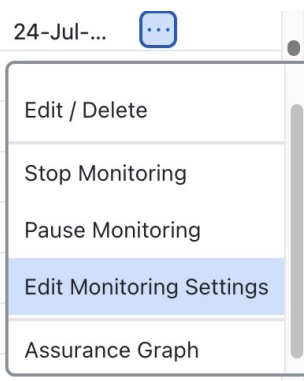 24-Jul-...
...
Edit / Delete
Stop Monitoring
Pause Monitoring
Edit Monitoring Settings
Assurance Graph